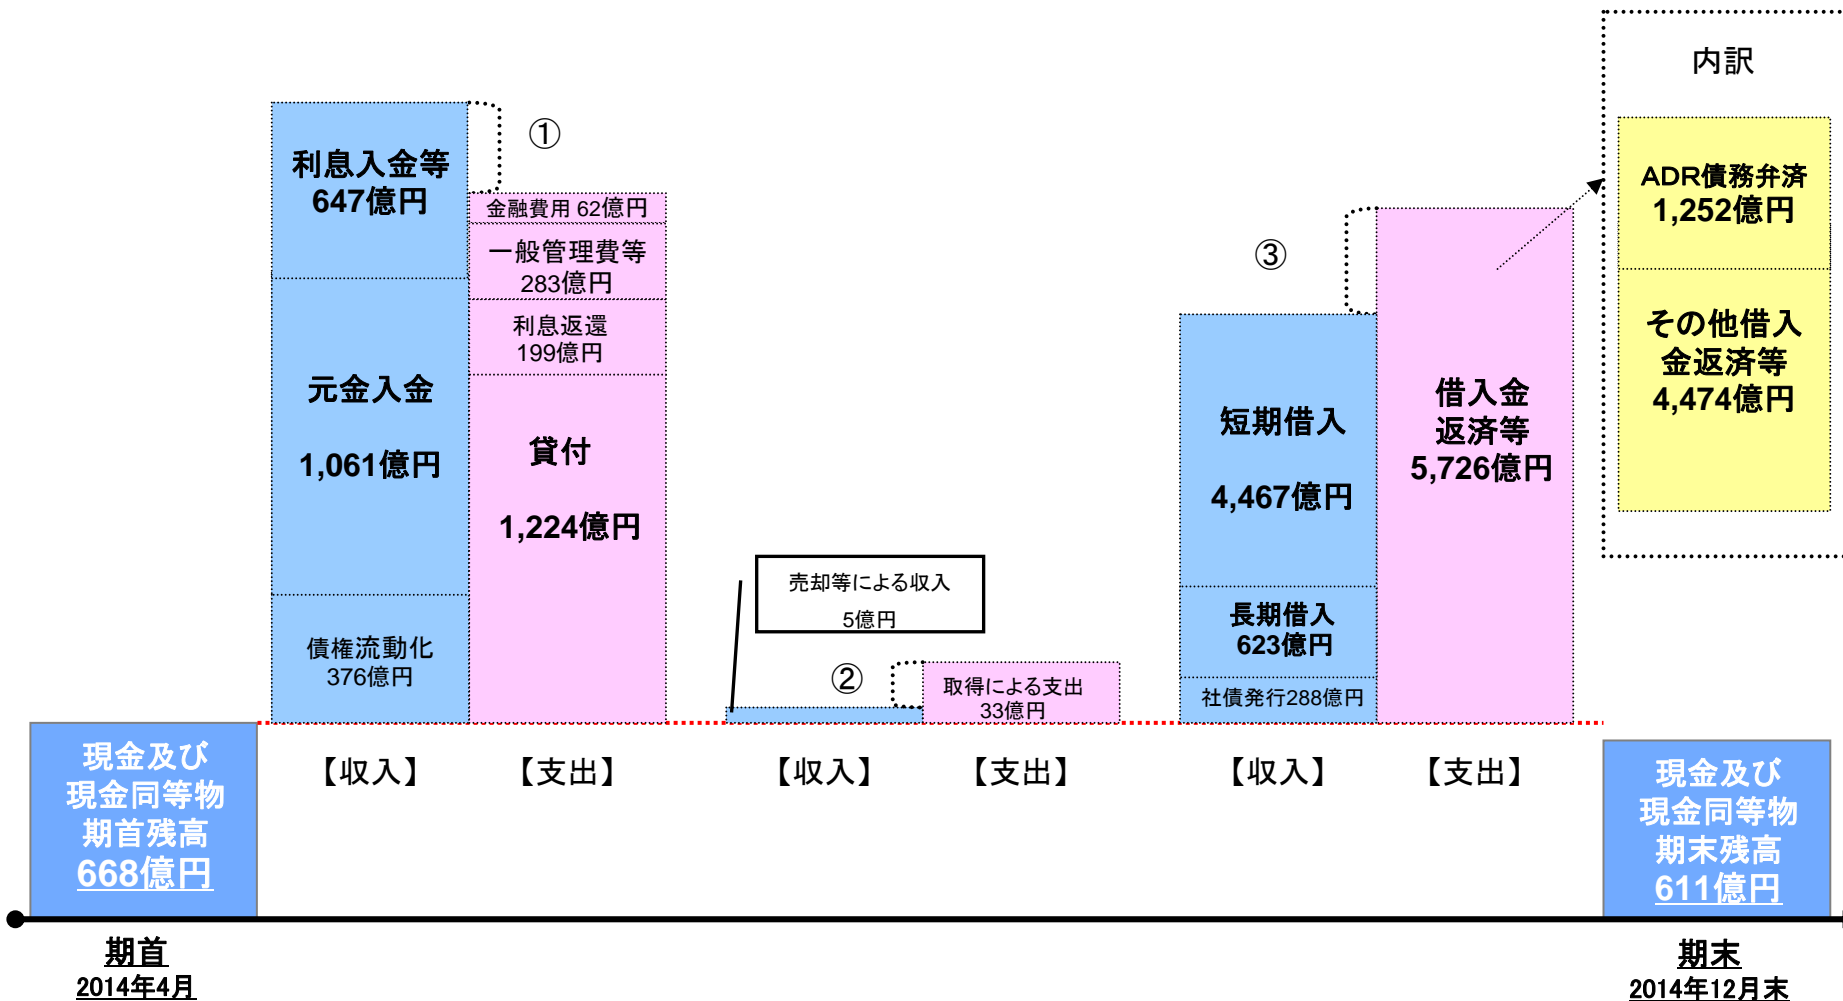 現金及び
現金同等物
期首残高
668億円
期首
2014年4月
利息入金等
647億円
元金入金
1,061億円
債権流動化
376億円
【収入】
①
金融費用 62億円
一般管理費等
283億円
利息返還
199億円
貸付
1,224億円
【支出】
売却等による収入
5億円
②
【収入】
取得による支出
33億円
【支出】
③
短期借入
4,467億円
長期借入
623億円
社債発行288億円
【収入】
借入金
返済等
5,726億円
【支出】
内訳
ADR債務弁済
1,252億円
その他借入
金返済等
4,474億円
現金及び
現金同等物
期末残高
611億円
期末
2014年12月末